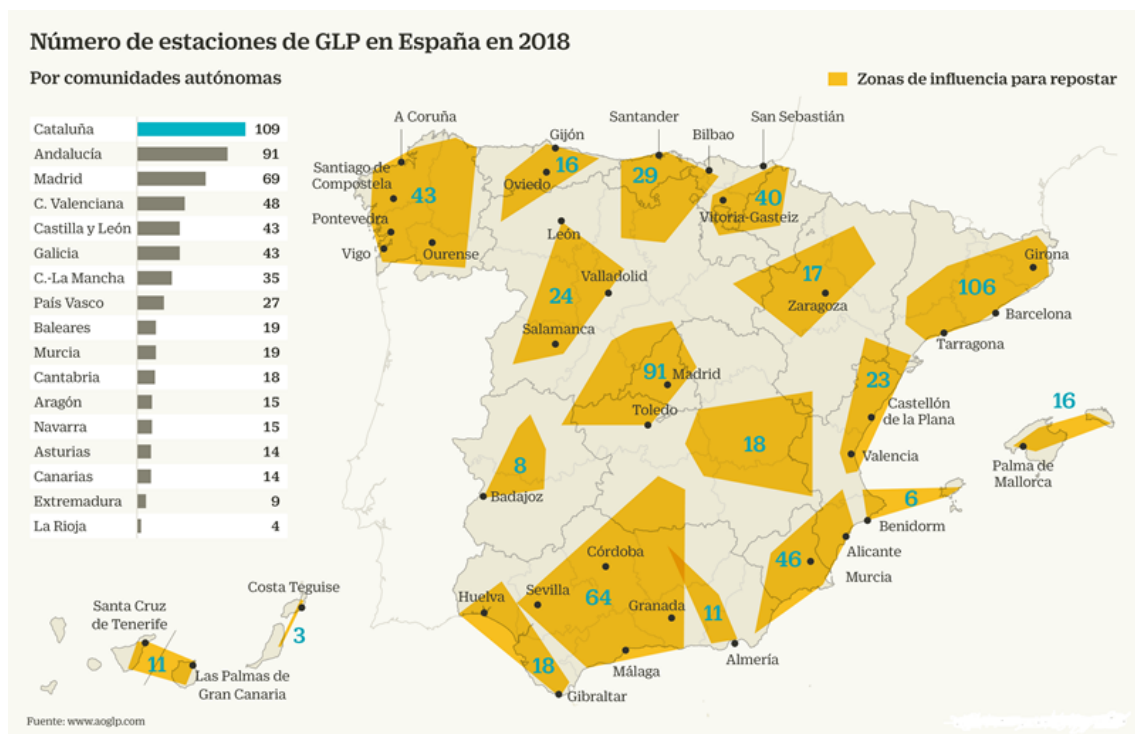 Número de estaciones de GLP en España en 2018
Por comunidades autónomas
Zonas de influencia para repostar
Cataluña 109
Andalucía 91
Madrid 69
C. Valenciana 48
Castilla y León 43
Galicia 43
C.-La Mancha 35
País Vasco 27
Baleares 19
Murcia 19
Cantabria 18
Aragón 15
Navarra 15
Asturias 14
Canarias 14
Extremadura 9
La Rioja 4
A Coruña
Santiago de
Compostela
43
Pontevedra
Vigo
Ourense
Gijón
16
Oviedo
León
Santander
29
Bilbao
San Sebastián
40
Vitoria-Gasteiz
Valladolid
24
Salamanca
17
Zaragoza
Girona
106
Barcelona
Tarragona
91
Madrid
Toledo
23
Castellón
de la Plana
Valencia
18
16
Palma de
Mallorca
8
Badajoz
6
Benidorm
Alicante
46
Murcia
Córdoba
Sevilla
64
Granada
Huelva
11
Almería
Málaga
18
Gibraltar
Costa Teguise
3
Santa Cruz
de Tenerife
11
Las Palmas de
Gran Canaria
Fuente: www.aoglp.com